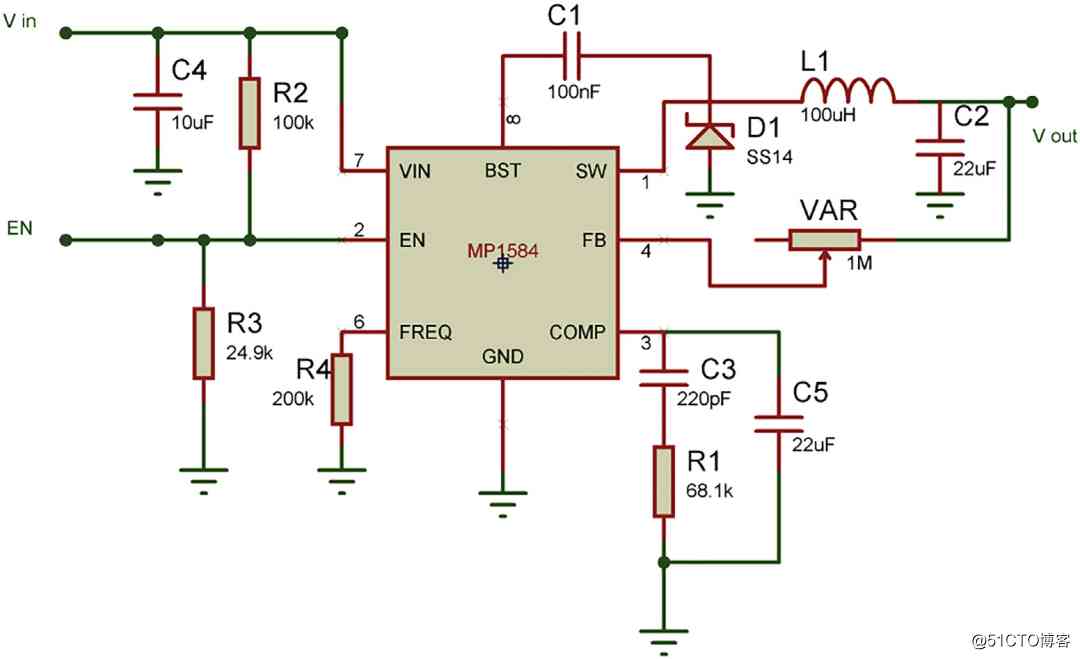 V in
C4
10uF
R2
100k
C1
100nF
L1
100uH
C2
22uF
V out
D1
SS14
8
7
VIN
BST
SW
1
EN
2
EN
MP1584
FB
4
VAR
1M
6
FREQ
COMP
3
GND
R3
24.9k
R4
200k
C3
220pF
C5
22uF
R1
68.1k
@51CTO博客